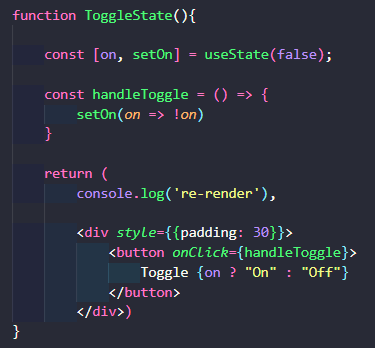 function ToggleState(){
const [on, setOn] = useState(false);
const handleToggle = () => {
setOn(on => !on)
}
return (
console.log('re-render'),
<div style={{padding: 30}}>
<button onClick={handleToggle}>
Toggle {on ? "On" : "Off"}
</button>
</div>)
}